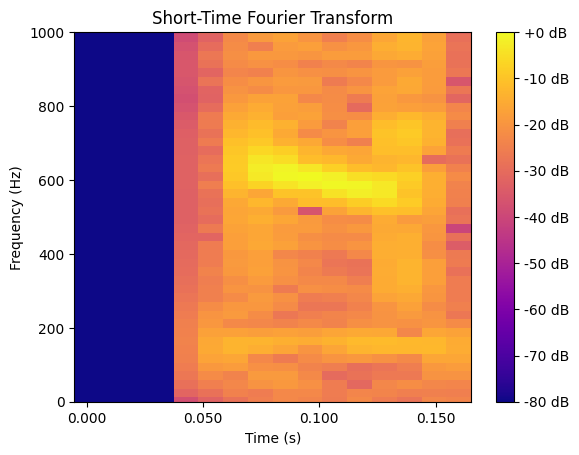 Short-Time Fourier Transform
1000
800
600
400
200
0
Frequency (Hz)
0.000
0.050
0.100
0.150
Time (s)
+0 dB
-10 dB
-20 dB
-30 dB
-40 dB
-50 dB
-60 dB
-70 dB
-80 dB